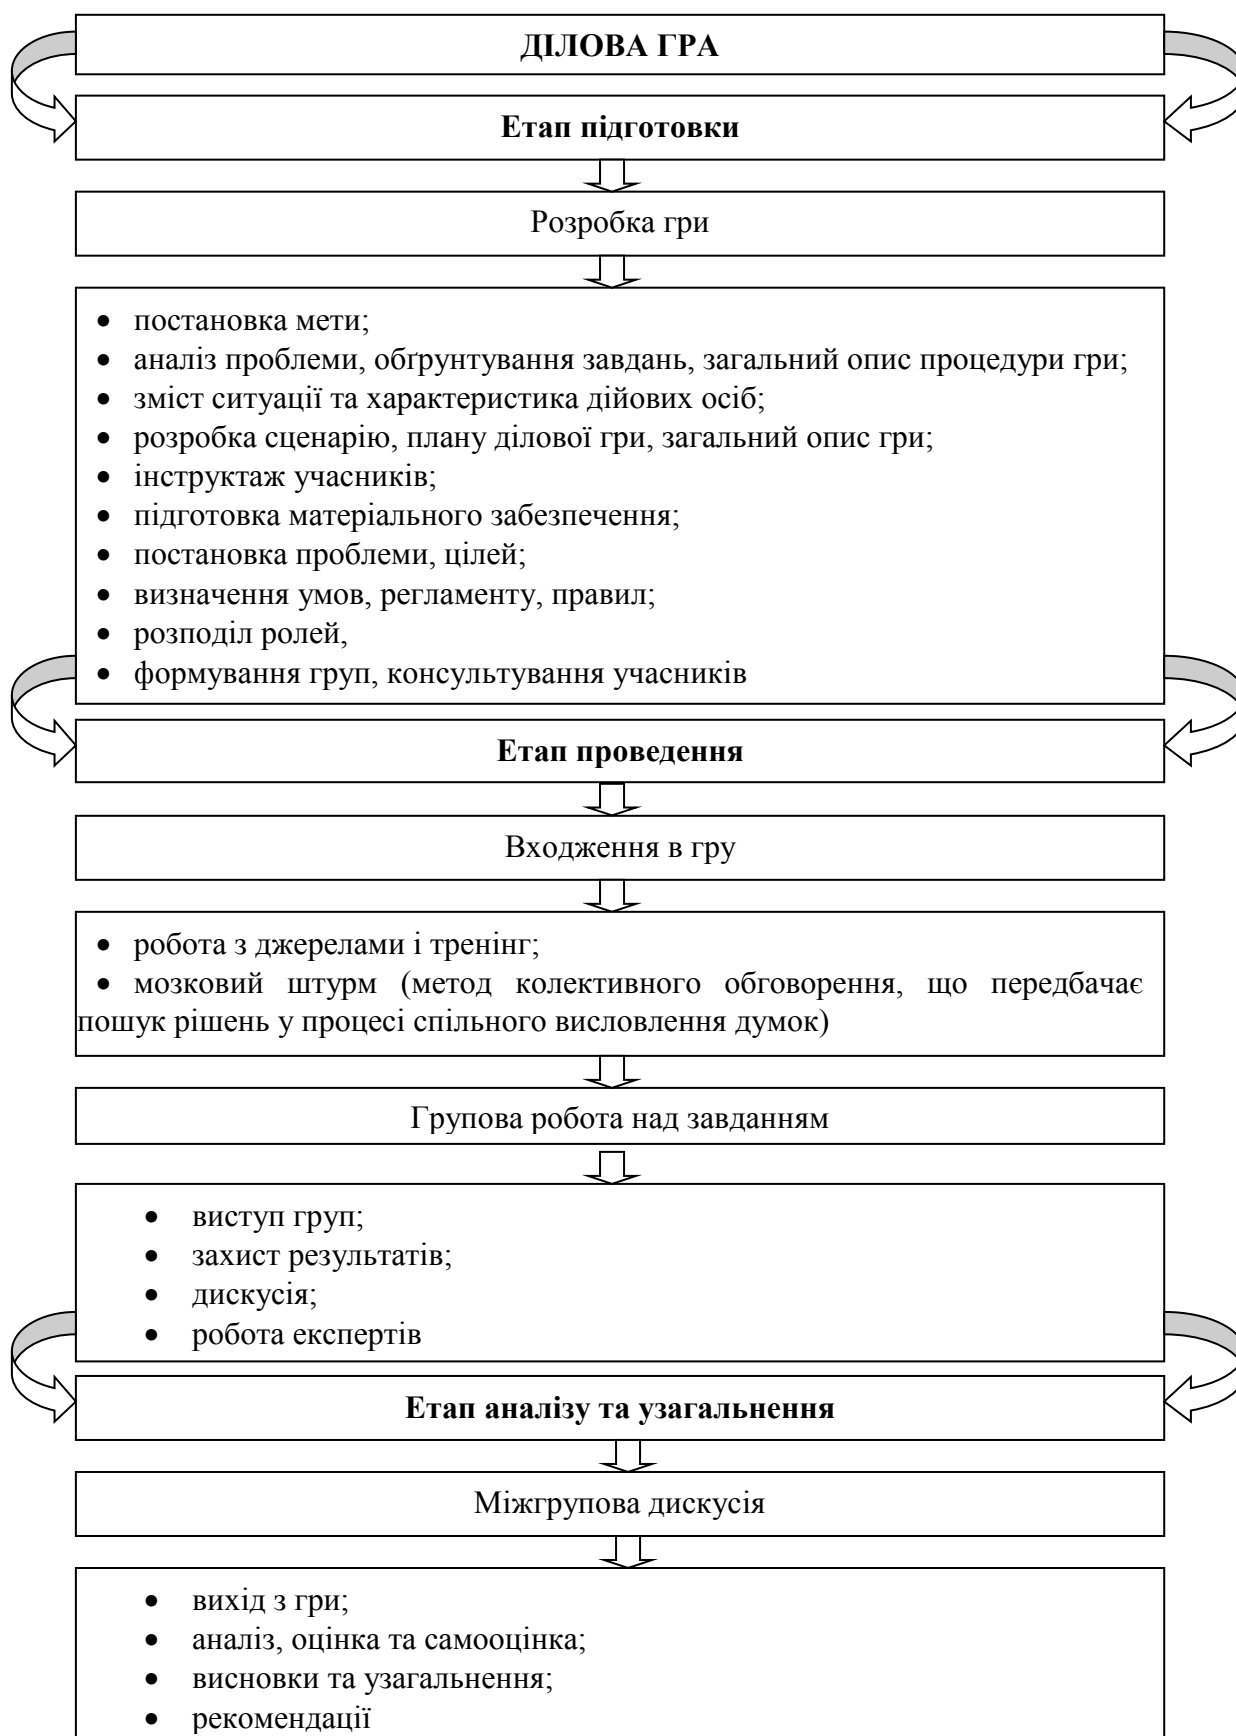 ДІЛОВА ГРА
Етап підготовки
Розробка гри
• постановка мети;
• аналіз проблеми, обґрунтування завдань, загальний опис процедури гри;
• зміст ситуації та характеристика дійових осіб;
• розробка сценарію, плану ділової гри, загальний опис гри;
• інструктаж учасників;
• підготовка матеріального забезпечення;
• постановка проблеми, цілей;
• визначення умов, регламенту, правил;
• розподіл ролей,
• формування груп, консультування учасників
Етап проведення
Входження в гру
• робота з джерелами і тренінг;
• мозковий штурм (метод колективного обговорення, що передбачає
пошук рішень у процесі спільного висловлення думок)
Групова робота над завданням
• виступ груп;
• захист результатів;
• дискусія;
• робота експертів
Етап аналізу та узагальнення
Міжгрупова дискусія
• вихід з гри;
• аналіз, оцінка та самооцінка;
• висновки та узагальнення;
• рекомендації